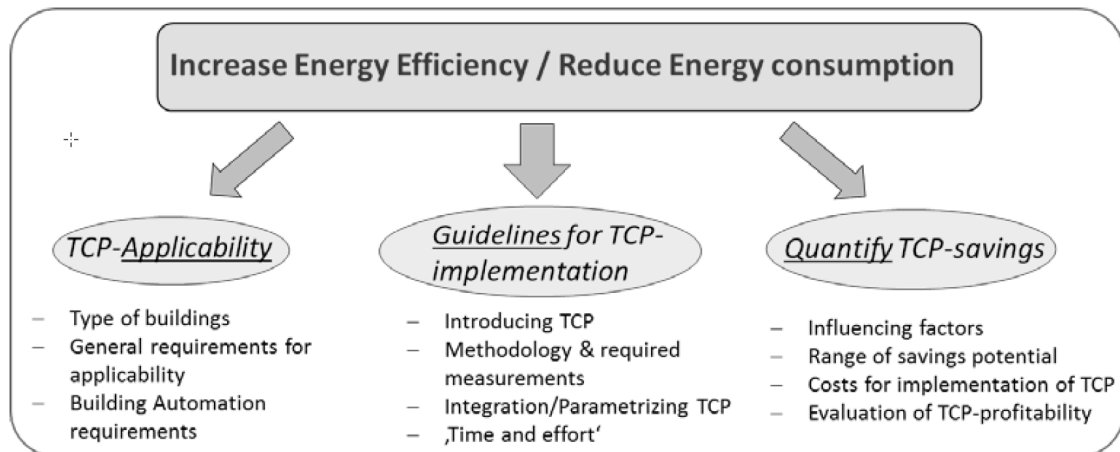 Increase Energy Efficiency / Reduce Energy consumption
TCP-Applicability
– Type of buildings
– General requirements for
applicability
– Building Automation
requirements
Guidelines for TCP-
implementation
– Introducing TCP
– Methodology & required
measurements
– Integration/Parametrizing TCP
– ‚Time and effort‘
Quantify TCP-savings
– Influencing factors
– Range of savings potential
– Costs for implementation of TCP
– Evaluation of TCP-profitability